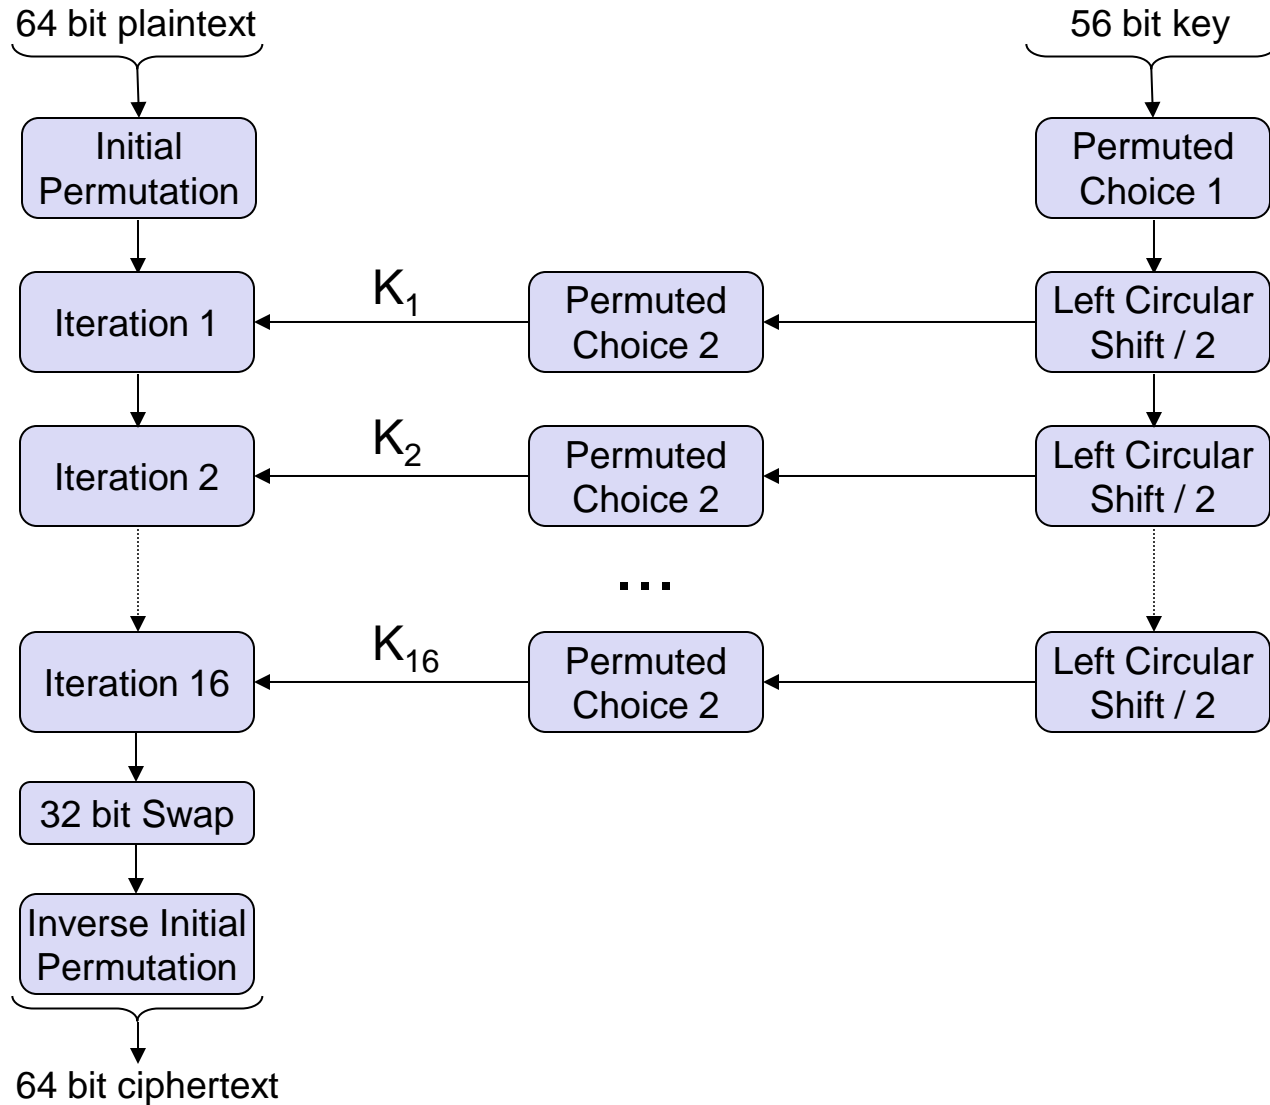 64 bit plaintext
56 bit key
Initial
Permutation
Permuted
Choice 1
Iteration 1
K₁
Permuted
Choice 2
Left Circular
Shift / 2
Iteration 2
K₂
Permuted
Choice 2
Left Circular
Shift / 2
...
Iteration 16
K₁₆
Permuted
Choice 2
Left Circular
Shift / 2
32 bit Swap
Inverse Initial
Permutation
64 bit ciphertext